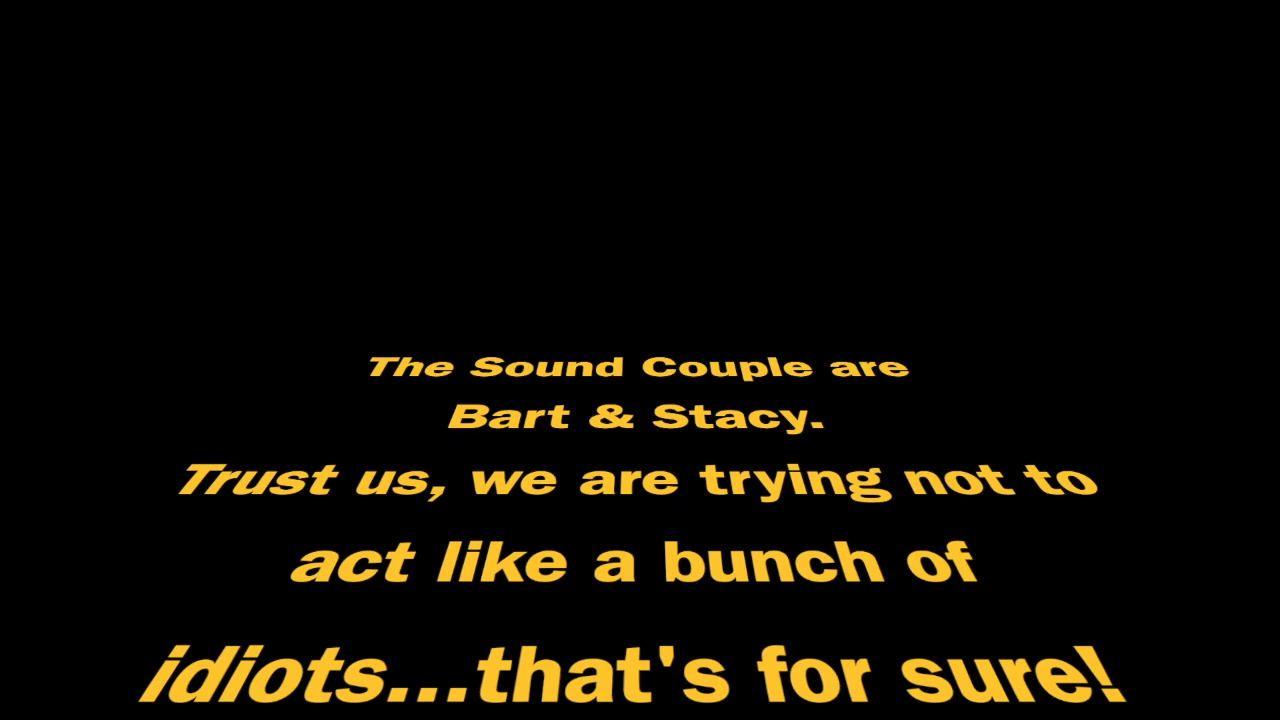 The Sound Couple are
Bart & Stacy.
Trust us, we are trying not to
act like a bunch of
idiots...that's for sure!